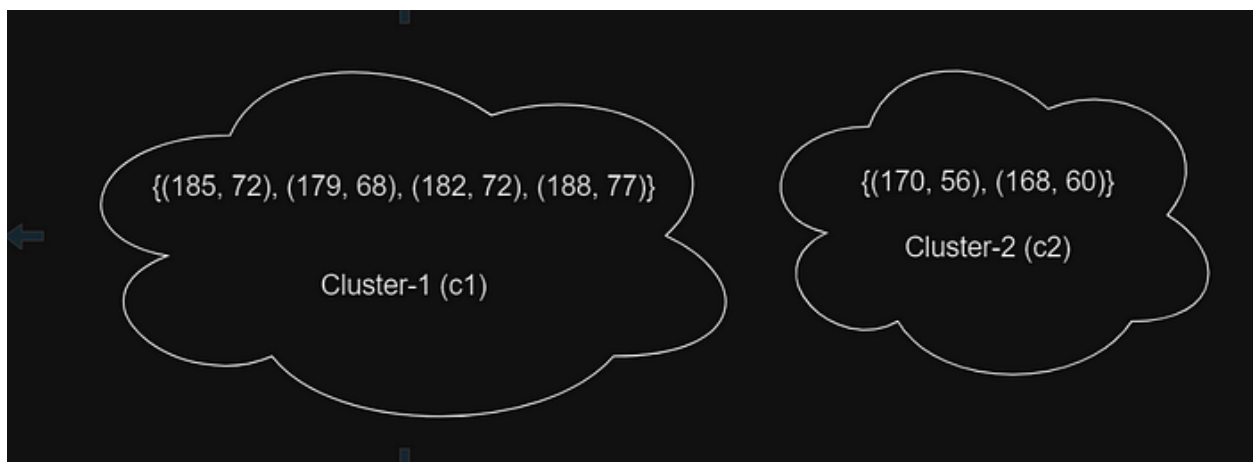 {(185, 72), (179, 68), (182, 72), (188, 77)}
Cluster-1 (c1)
{(170, 56), (168, 60)}
Cluster-2 (c2)